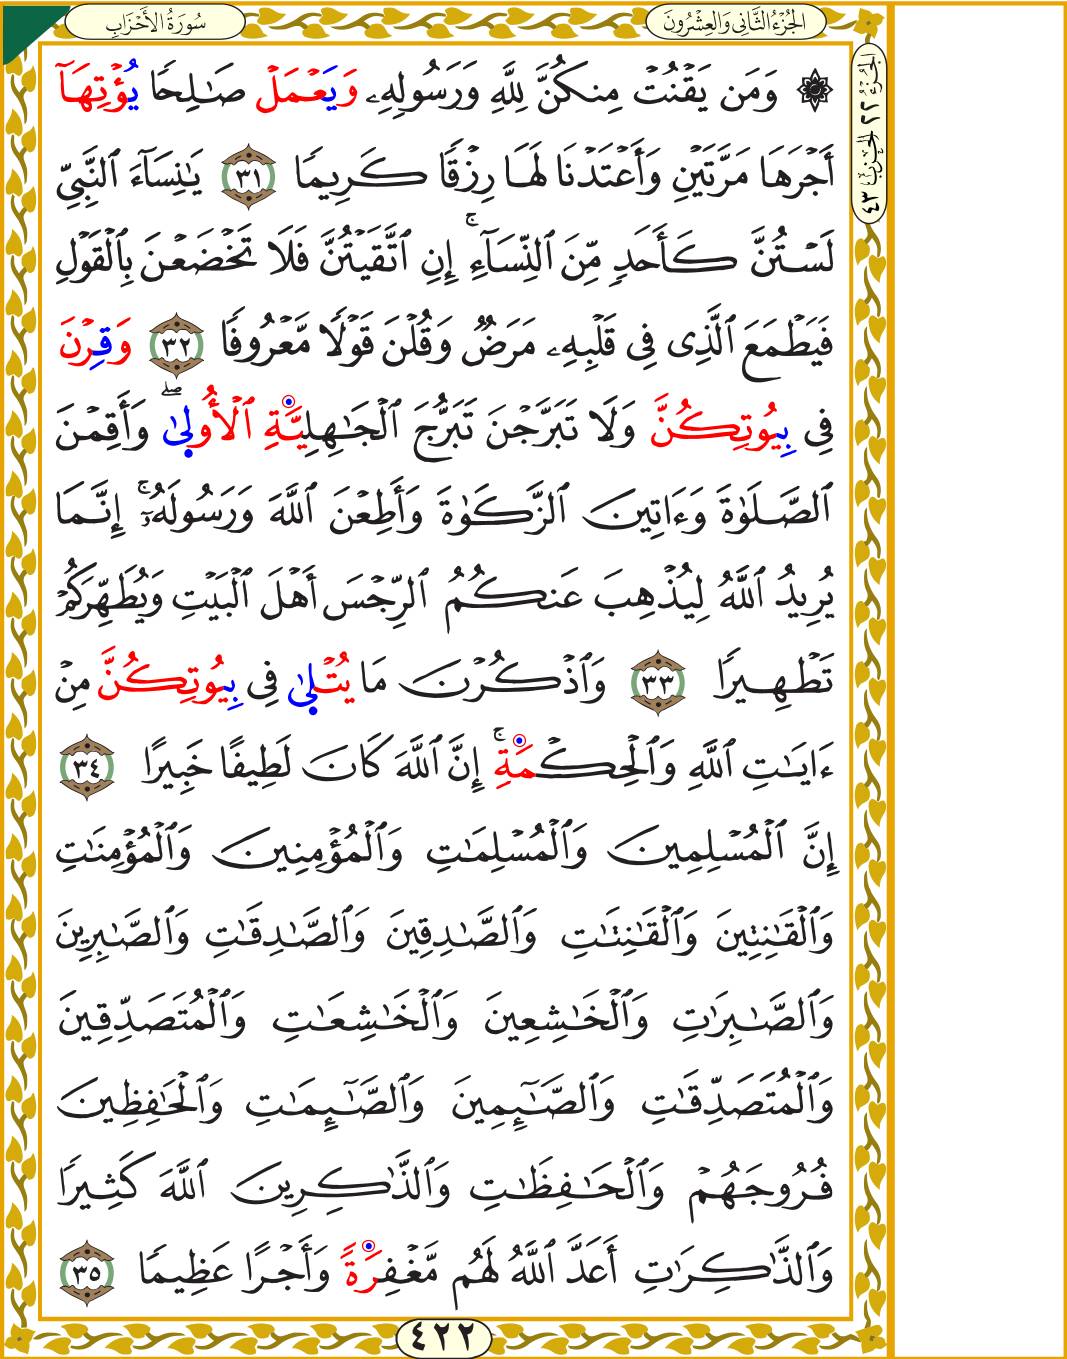 سُورَةُ الأَحْزَابِ
الجُزْءُ الثَّانِي وَالعِشْرُونَ
الجُزْءُ ٢٢ الحِزْبُ ٤٣
۞ وَمَن يَقْنُتْ مِنكُنَّ لِلَّهِ وَرَسُولِهِۦ وَيَعْمَلْ صَـٰلِحًا يُؤْتِهَآ
أَجْرَهَا مَرَّتَيْنِ وَأَعْتَدْنَا لَهَا رِزْقًا كَرِيمًا ٣١ يَـٰنِسَآءَ ٱلنَّبِيِّ
لَسْتُنَّ كَأَحَدٍ مِّنَ ٱلنِّسَآءِ ۚ إِنِ ٱتَّقَيْتُنَّ فَلَا تَخْضَعْنَ بِٱلْقَوْلِ
فَيَطْمَعَ ٱلَّذِى فِى قَلْبِهِۦ مَرَضٌ وَقُلْنَ قَوْلًا مَّعْرُوفًا ٣٢ وَقِرْنَ
فِى بِيُوتِكُنَّ وَلَا تَبَرَّجْنَ تَبَرُّجَ ٱلْجَـٰهِلِيَّةِ ٱلْأُولَىٰ ۖ وَأَقِمْنَ
ٱلصَّلَوٰةَ وَءَاتِينَ ٱلزَّكَوٰةَ وَأَطِعْنَ ٱللَّهَ وَرَسُولَهُۥٓ ۚ إِنَّمَا
يُرِيدُ ٱللَّهُ لِيُذْهِبَ عَنكُمُ ٱلرِّجْسَ أَهْلَ ٱلْبَيْتِ وَيُطَهِّرَكُمْ
تَطْهِيرًا ٣٣ وَٱذْكُرْنَ مَا يُتْلَىٰ فِى بِيُوتِكُنَّ مِنْ
ءَايَـٰتِ ٱللَّهِ وَٱلْحِكْمَةِ ۚ إِنَّ ٱللَّهَ كَانَ لَطِيفًا خَبِيرًا ٣٤
إِنَّ ٱلْمُسْلِمِينَ وَٱلْمُسْلِمَـٰتِ وَٱلْمُؤْمِنِينَ وَٱلْمُؤْمِنَـٰتِ
وَٱلْقَـٰنِتِينَ وَٱلْقَـٰنِتَـٰتِ وَٱلصَّـٰدِقِينَ وَٱلصَّـٰدِقَـٰتِ وَٱلصَّـٰبِرِينَ
وَٱلصَّـٰبِرَٰتِ وَٱلْخَـٰشِعِينَ وَٱلْخَـٰشِعَـٰتِ وَٱلْمُتَصَدِّقِينَ
وَٱلْمُتَصَدِّقَـٰتِ وَٱلصَّـٰٓئِمِينَ وَٱلصَّـٰٓئِمَـٰتِ وَٱلْحَـٰفِظِينَ
فُرُوجَهُمْ وَٱلْحَـٰفِظَـٰتِ وَٱلذَّٰكِرِينَ ٱللَّهَ كَثِيرًا
وَٱلذَّٰكِرَٰتِ أَعَدَّ ٱللَّهُ لَهُم مَّغْفِرَةً وَأَجْرًا عَظِيمًا ٣٥
٤٢٢